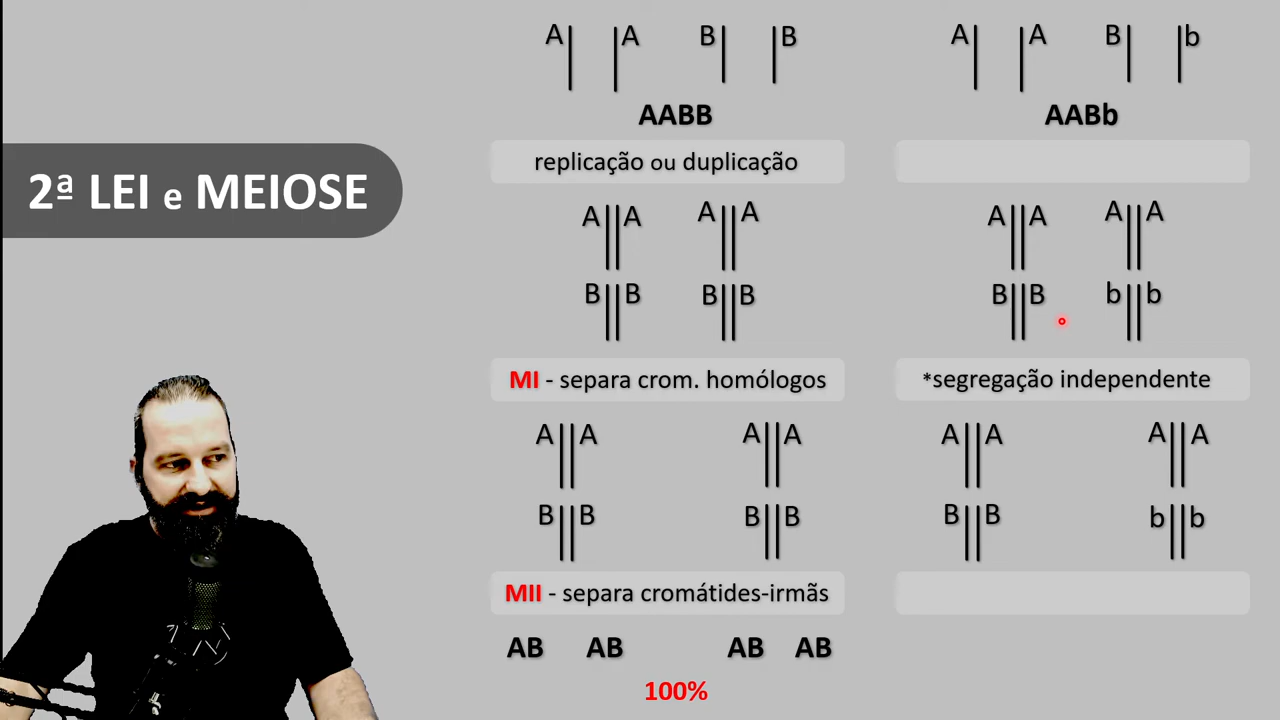 2ª LEI e MEIOSE
A A B B
AABB
replicação ou duplicação
A A A A
B B B B
MI - separa crom. homólogos
A A A A
B B B B
MII - separa cromátides-irmãs
AB AB AB AB
100%
A A B b
AABb
A A A A
B B b b
*segregação independente
A A A A
B B b b